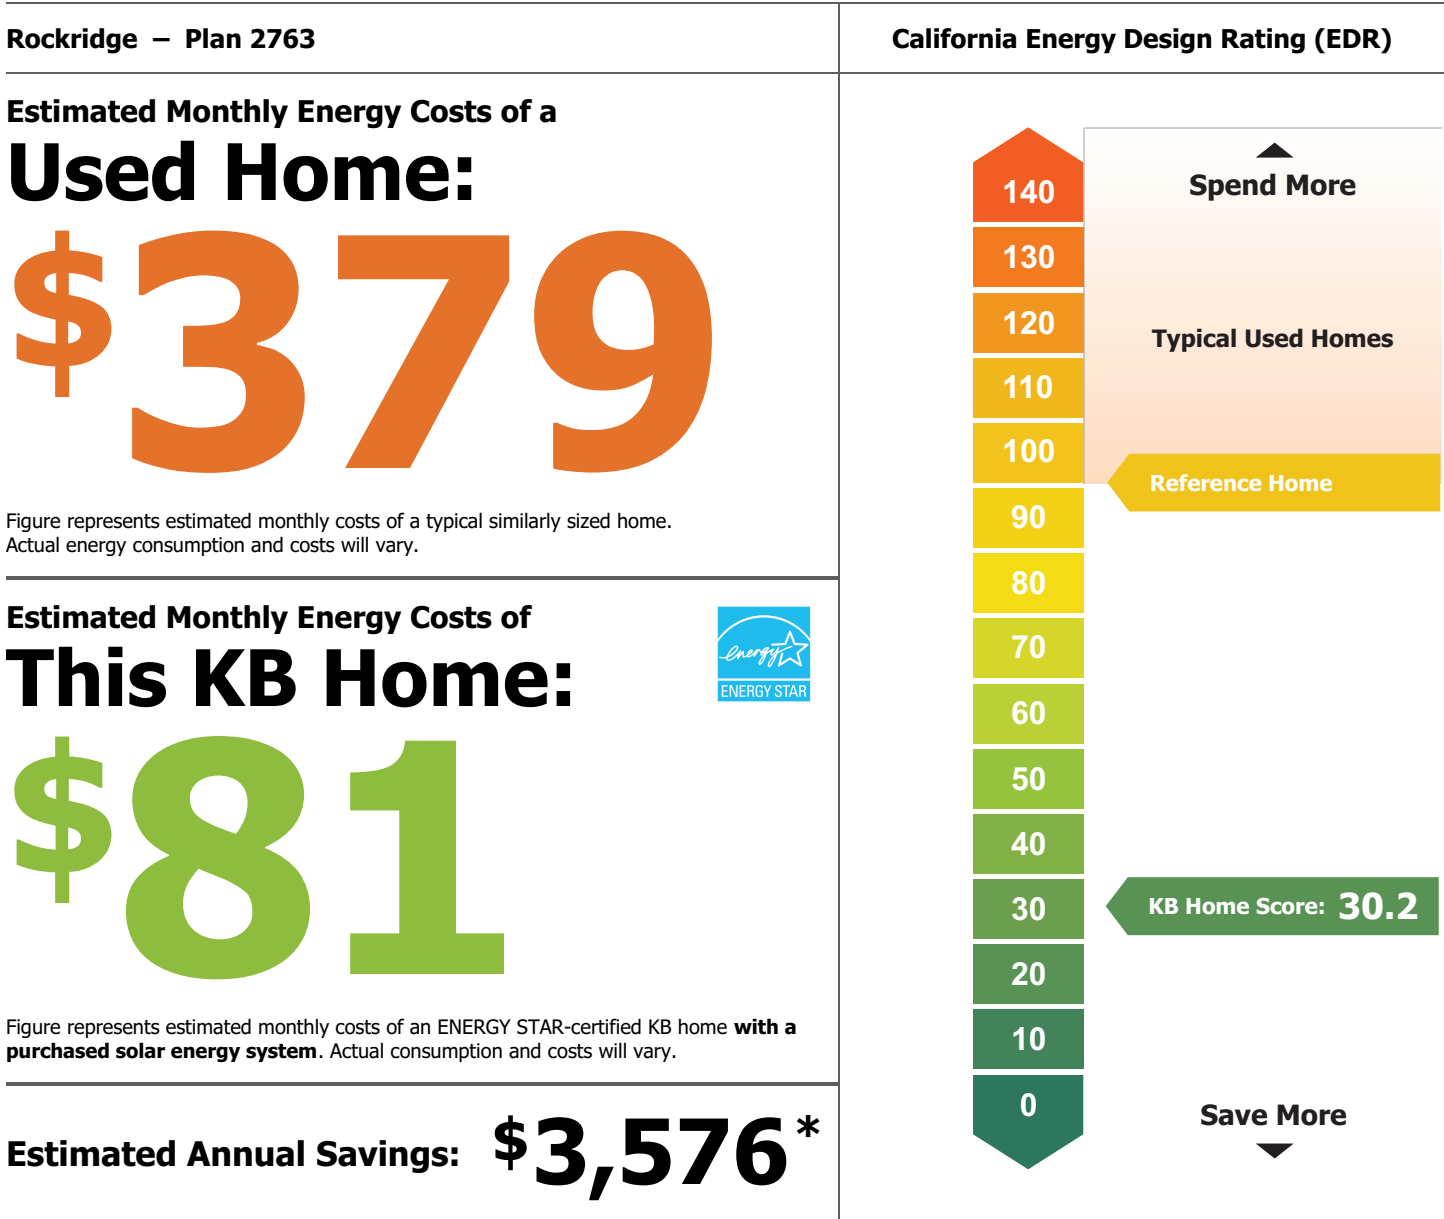 Rockridge – Plan 2763
Estimated Monthly Energy Costs of a
Used Home:
$379
Figure represents estimated monthly costs of a typical similarly sized home.
Actual energy consumption and costs will vary.
Estimated Monthly Energy Costs of
This KB Home:
energy
ENERGY STAR
$81
Figure represents estimated monthly costs of an ENERGY STAR-certified KB home with a
purchased solar energy system. Actual consumption and costs will vary.
Estimated Annual Savings: $3,576*
California Energy Design Rating (EDR)
140
Spend More
130
120
Typical Used Homes
110
100
Reference Home
90
80
70
60
50
40
30
KB Home Score: 30.2
20
10
0
Save More